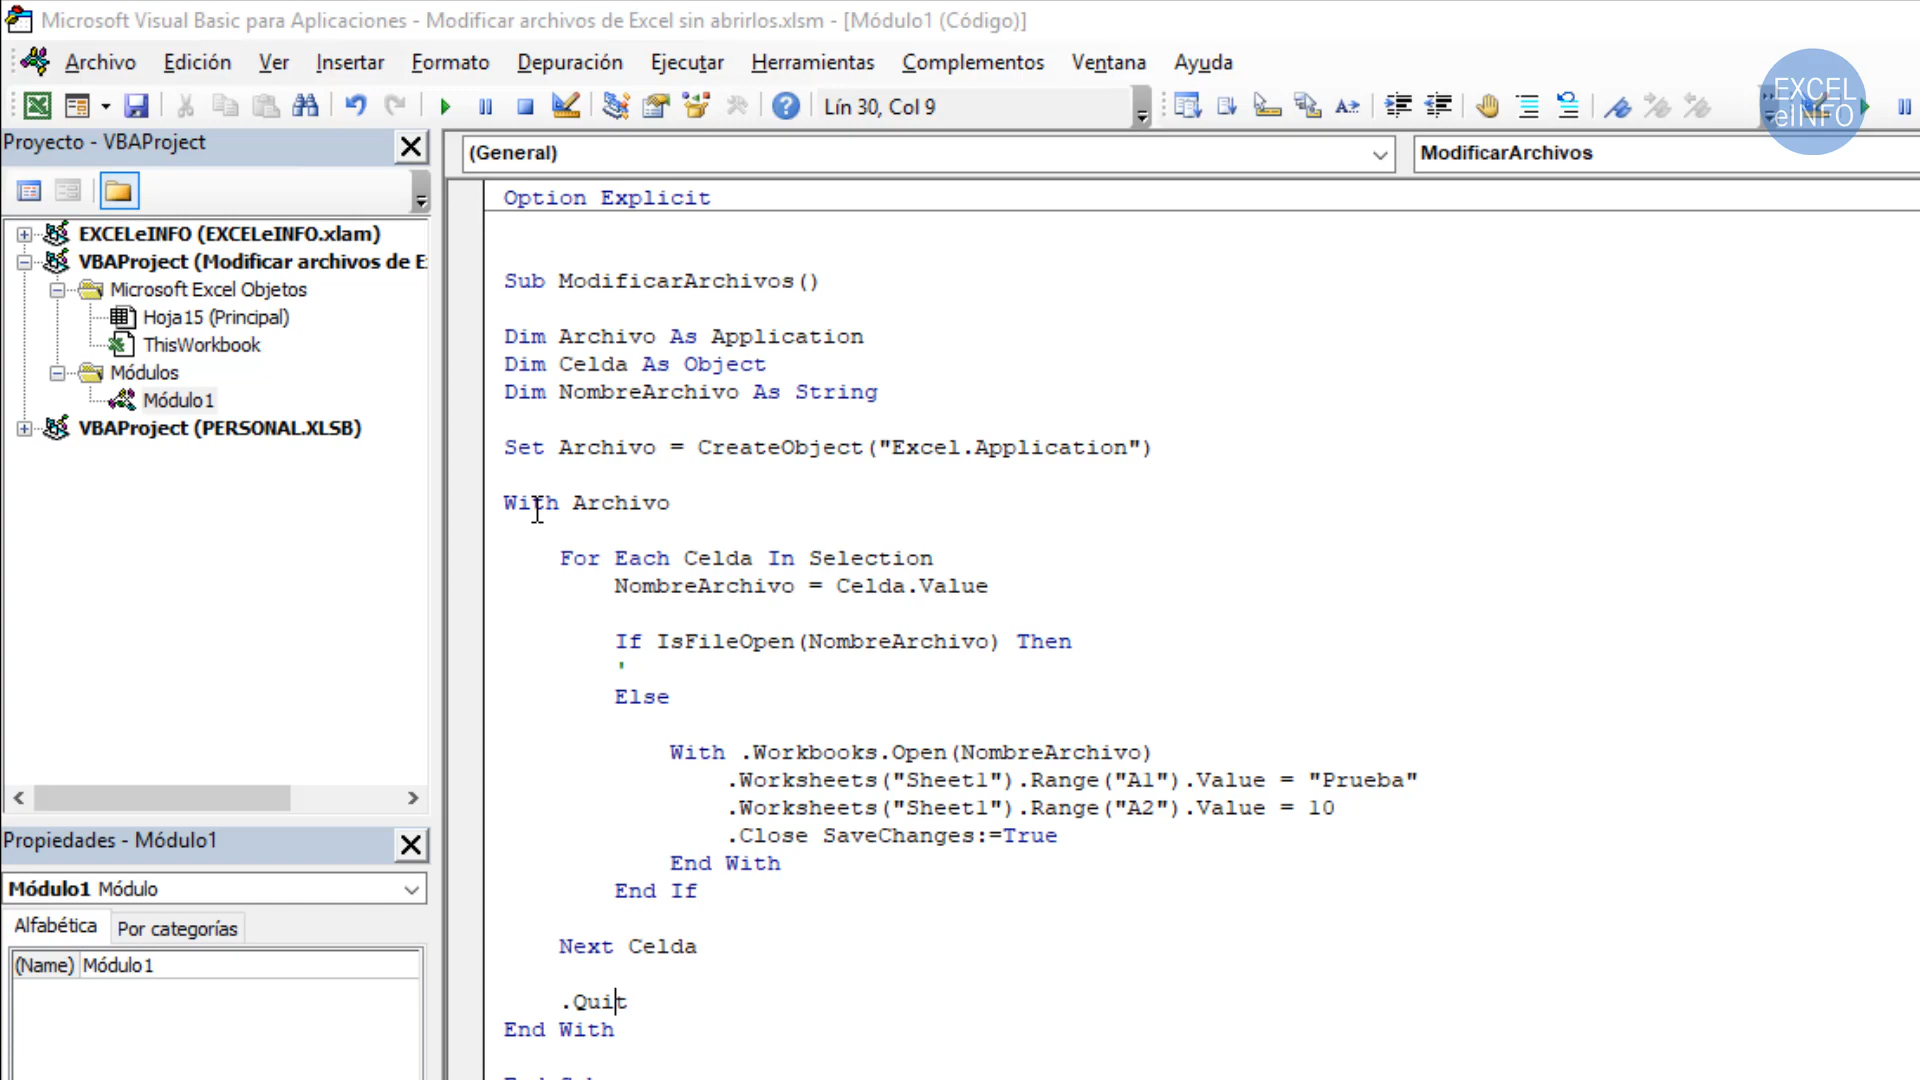 Microsoft Visual Basic para Aplicaciones - Modificar archivos de Excel sin abrirlos.xlsm - [Módulo1 (Código)]
Archivo Edición Ver Insertar Formato Depuración Ejecutar Herramientas Complementos Ventana Ayuda
Lín 30, Col 9
EXCEL
eINFO
Proyecto - VBAProject
EXCELeINFO (EXCELeINFO.xlam)
VBAProject (Modificar archivos de E
Microsoft Excel Objetos
Hoja15 (Principal)
ThisWorkbook
Módulos
Módulo1
VBAProject (PERSONAL.XLSB)
Propiedades - Módulo1
Módulo1 Módulo
Alfabética Por categorías
(Name) Módulo1
(General) ModificarArchivos
Option Explicit
Sub ModificarArchivos()
Dim Archivo As Application
Dim Celda As Object
Dim NombreArchivo As String
Set Archivo = CreateObject("Excel.Application")
With Archivo
For Each Celda In Selection
NombreArchivo = Celda.Value
If IsFileOpen(NombreArchivo) Then
'
Else
With .Workbooks.Open(NombreArchivo)
.Worksheets("Sheet1").Range("A1").Value = "Prueba"
.Worksheets("Sheet1").Range("A2").Value = 10
.Close SaveChanges:=True
End With
End If
Next Celda
.Quit
End With